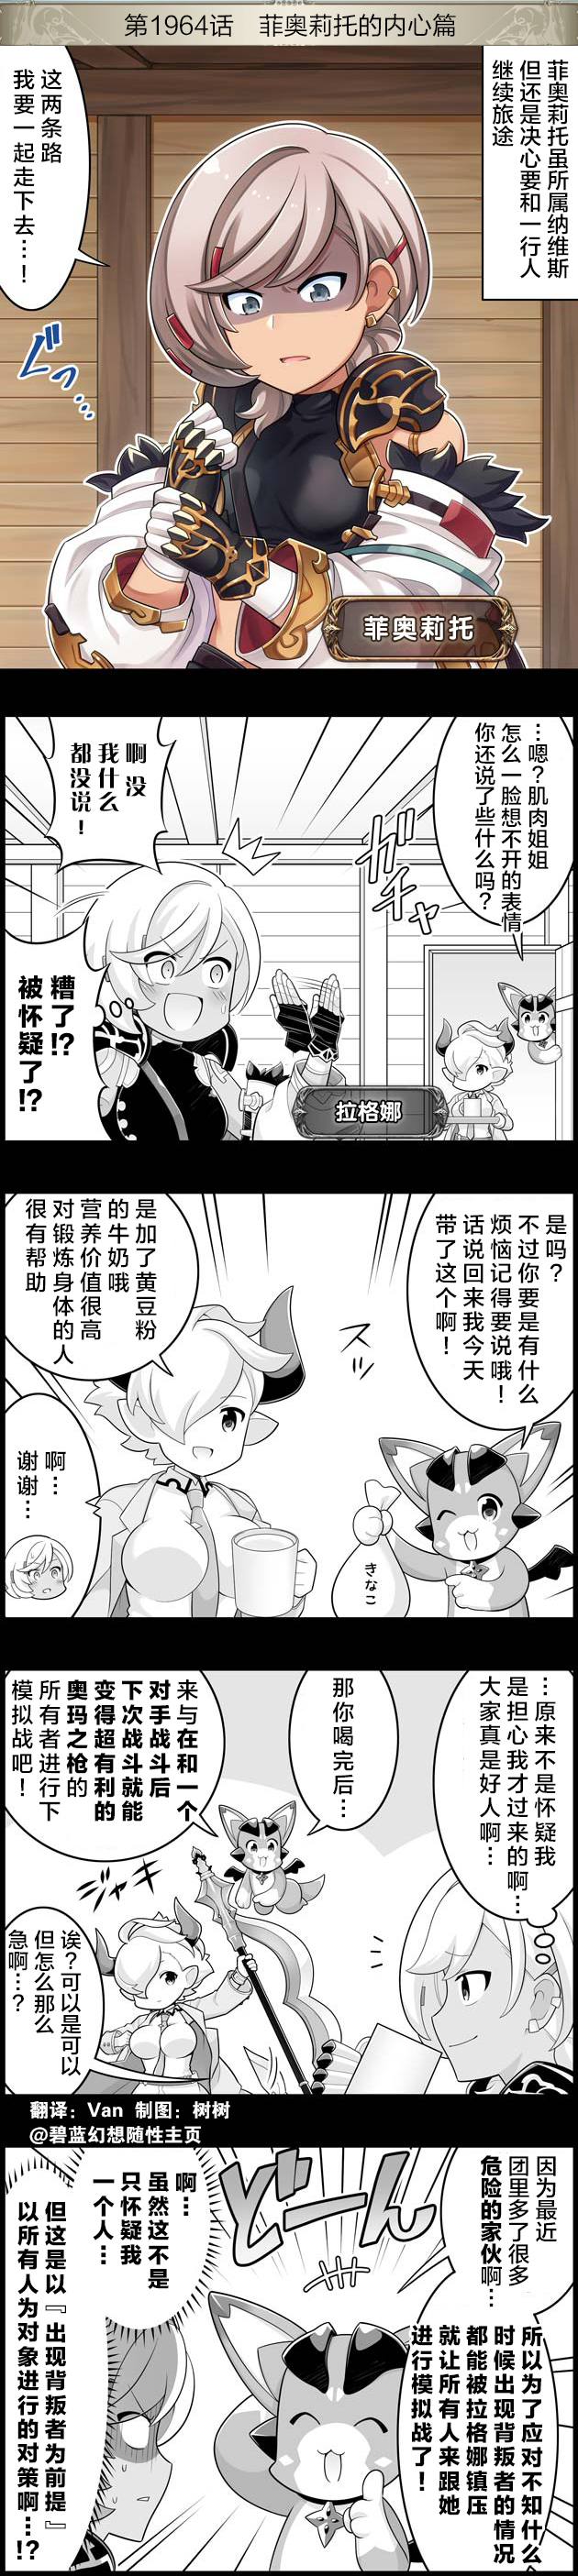 第1964话　菲奥莉托的内心篇
菲奥莉托虽所属纳维斯
但还是决心要和一行人
继续旅途
这两条路
我要一起走下去…！
ずっ…
菲奥莉托
…嗯？肌肉姐姐
怎么一脸想不开的表情
你还说了些什么吗？
ガチャ
啊 没
我什么
都没说！
糟了!?
被怀疑了!?
拉格娜
是吗？
不过你要是有什么
烦恼记得要说哦！
话说回来我今天
带了这个啊！
スッ
きなこ
是加了黄豆粉
的牛奶哦
营养价值很高
对锻炼身体的人
很有帮助
啊…
谢谢…
…原来不是怀疑我
是担心我才过来的啊…
大家真是好人啊…
那你喝完后…
来与在和一个
对手战斗后
下次战斗就能
变得超有利的
奥玛之枪的
所有者进行下
模拟战吧！
ジャキ
诶？可以是可以
但怎么那么
急啊…？
翻译：Van 制图：树树
@碧蓝幻想随性主页
因为最近
团里多了很多
危险的家伙啊…
所以为了应对不知什么
时候出现背叛者的情况
都能被拉格娜镇压
就让所有人来跟她
进行模拟战了！
どーん
啊…
虽然这不是
只怀疑我
一个人…
但这是以『出现背叛者为前提』
以所有人为对象进行的对策啊…!?